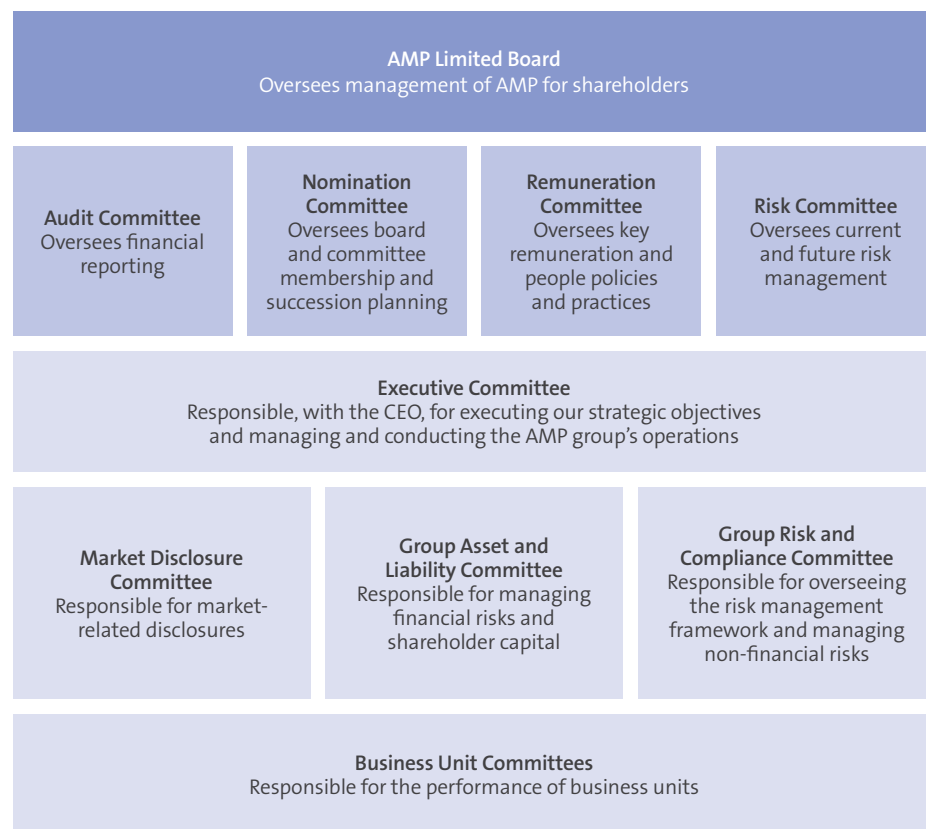 AMP Limited Board
Oversees management of AMP for shareholders
Audit Committee
Oversees financial
reporting
Nomination
Committee
Oversees board
and committee
membership and
succession planning
Remuneration
Committee
Oversees key
remuneration and
people policies
and practices
Risk Committee
Oversees current
and future risk
management
Executive Committee
Responsible, with the CEO, for executing our strategic objectives
and managing and conducting the AMP group's operations
Market Disclosure
Committee
Responsible for market-
related disclosures
Group Asset and
Liability Committee
Responsible for managing
financial risks and
shareholder capital
Group Risk and
Compliance Committee
Responsible for overseeing
the risk management
framework and managing
non-financial risks
Business Unit Committees
Responsible for the performance of business units